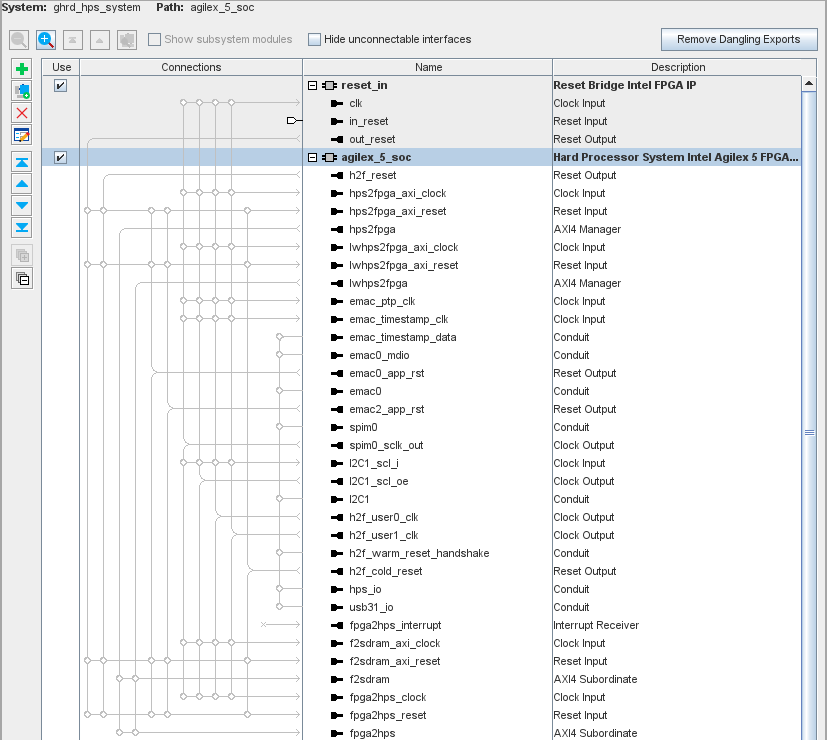 System: ghrd_hps_system Path: agilex_5_soc
Show subsystem modules Hide unconnectable interfaces Remove Dangling Exports
Use Connections Name Description
reset_in Reset Bridge Intel FPGA IP
clk Clock Input
in_reset Reset Input
out_reset Reset Output
agilex_5_soc Hard Processor System Intel Agilex 5 FPGA...
h2f_reset Reset Output
hps2fpga_axi_clock Clock Input
hps2fpga_axi_reset Reset Input
hps2fpga AXI4 Manager
lwhps2fpga_axi_clock Clock Input
lwhps2fpga_axi_reset Reset Input
lwhps2fpga AXI4 Manager
emac_ptp_clk Clock Input
emac_timestamp_clk Clock Input
emac_timestamp_data Conduit
emac0_mdio Conduit
emac0_app_rst Reset Output
emac0 Conduit
emac2_app_rst Reset Output
spim0 Conduit
spim0_sclk_out Clock Output
I2C1_scl_i Clock Input
I2C1_scl_oe Clock Output
I2C1 Conduit
h2f_user0_clk Clock Output
h2f_user1_clk Clock Output
h2f_warm_reset_handshake Conduit
h2f_cold_reset Reset Output
hps_io Conduit
usb31_io Conduit
fpga2hps_interrupt Interrupt Receiver
f2sdram_axi_clock Clock Input
f2sdram_axi_reset Reset Input
f2sdram AXI4 Subordinate
fpga2hps_clock Clock Input
fpga2hps_reset Reset Input
fpga2hps AXI4 Subordinate